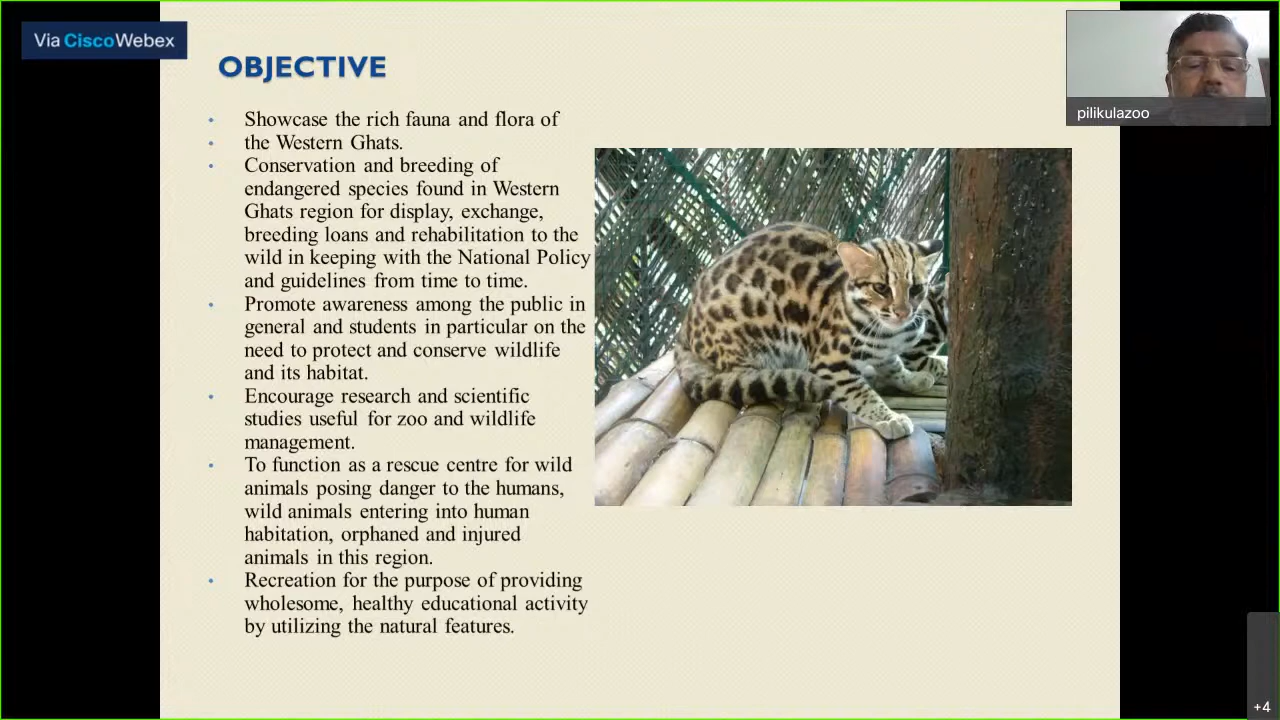 Via Cisco Webex
OBJECTIVE
pilikulazoo
• Showcase the rich fauna and flora of
• the Western Ghats.
• Conservation and breeding of
endangered species found in Western
Ghats region for display, exchange,
breeding loans and rehabilitation to the
wild in keeping with the National Policy
and guidelines from time to time.
• Promote awareness among the public in
general and students in particular on the
need to protect and conserve wildlife
and its habitat.
• Encourage research and scientific
studies useful for zoo and wildlife
management.
• To function as a rescue centre for wild
animals posing danger to the humans,
wild animals entering into human
habitation, orphaned and injured
animals in this region.
• Recreation for the purpose of providing
wholesome, healthy educational activity
by utilizing the natural features.
+4